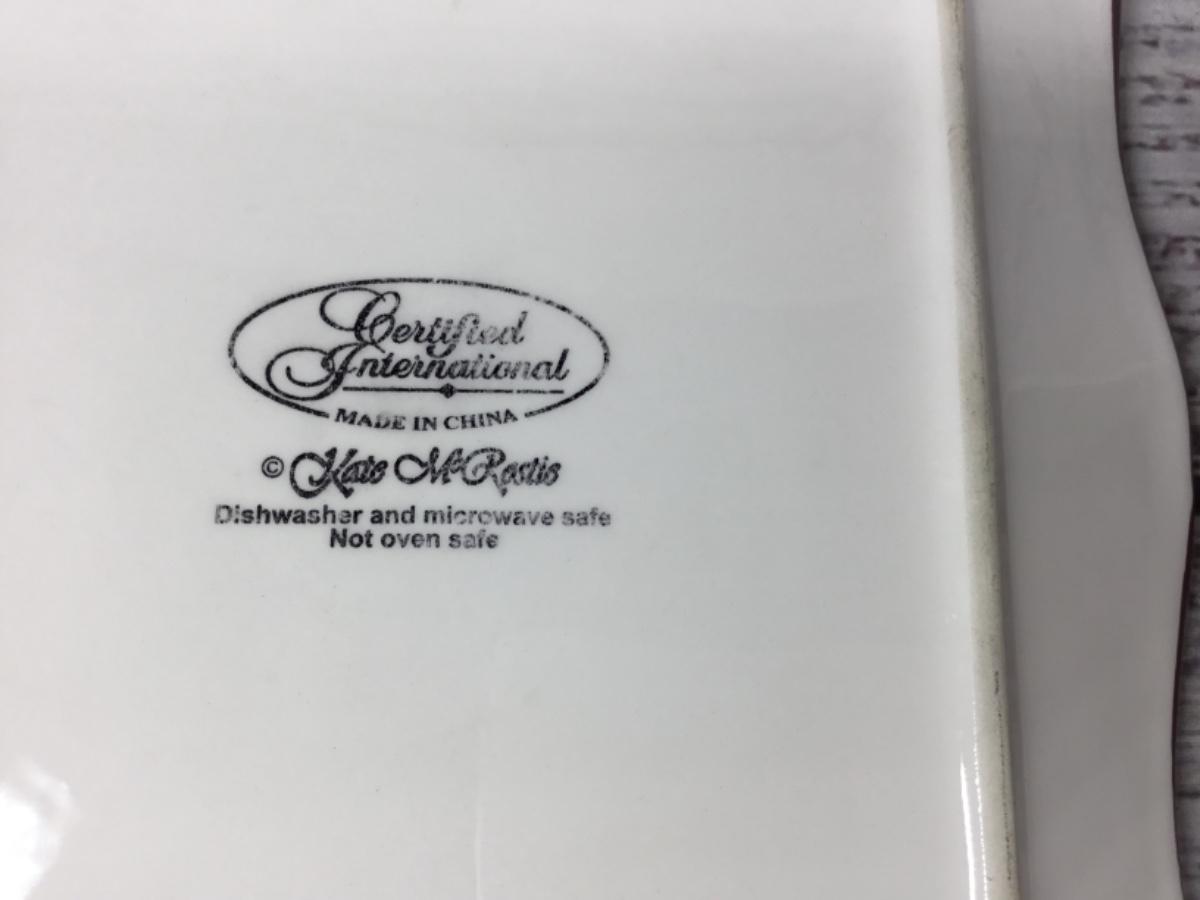 Certified
International
MADE IN CHINA
© Kate McRostie
Dishwasher and microwave safe
Not oven safe